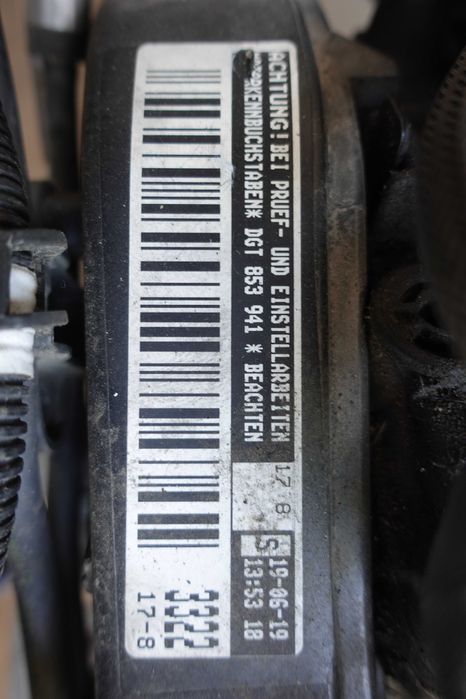 ACHTUNG! BEI PRUEF- UND EINSTELLARBEITEN
*KENNBUCHSTABEN* DGT 853 941 * BEACHTEN
17 8
S
19-06-19
13:53 18
3322
17-8